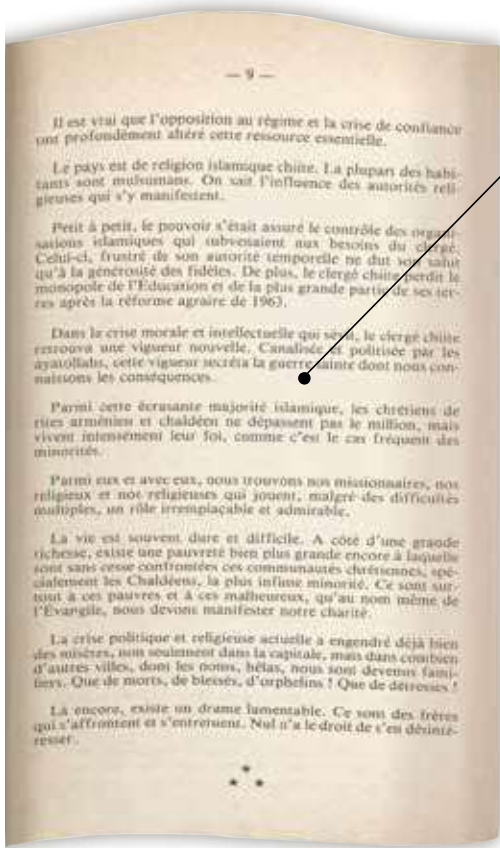 — 9 —
Il est vrai que l'opposition au régime et la crise de confiance
ont profondément altéré cette ressource essentielle.
Le pays est de religion islamique chiite. La plupart des habi-
tants sont mulsumans. On sait l'influence des autorités reli-
gieuses qui s'y manifestent.
Petit à petit, le pouvoir s'était assuré le contrôle des organi-
sations islamiques qui subvenaient aux besoins du clergé.
Celui-ci, frustré de son autorité temporelle ne dut son salut
qu'à la générosité des fidèles. De plus, le clergé chiite perdit le
monopole de l'Education et de la plus grande partie de ses ter-
res après la réforme agraire de 1963.
Dans la crise morale et intellectuelle qui sévit, le clergé chiite
retrouva une vigueur nouvelle. Canalisée et politisée par les
ayatollahs, cette vigueur secréta la guerre sainte dont nous con-
naissons les conséquences.
Parmi cette écrasante majorité islamique, les chrétiens de
rites arménien et chaldéen ne dépassent pas le million, mais
vivent intensément leur foi, comme c'est le cas fréquent des
minorités.
Parmi eux et avec eux, nous trouvons nos missionnaires, nos
religieux et nos religieuses qui jouent, malgré des difficultés
multiples, un rôle irremplaçable et admirable.
La vie est souvent dure et difficile. A côté d'une grande
richesse, existe une pauvreté bien plus grande encore à laquelle
sont sans cesse confrontées ces communautés chrétiennes, spé-
cialement les Chaldéens, la plus infime minorité. Ce sont sur-
tout à ces pauvres et à ces malheureux, qu'au nom même de
l'Evangile, nous devons manifester notre charité.
La crise politique et religieuse actuelle a engendré déjà bien
des misères, non seulement dans la capitale, mais dans combien
d'autres villes, dont les noms, hélas, nous sont devenus fami-
liers. Que de morts, de blessés, d'orphelins ! Que de détresses !
La encore, existe un drame lamentable. Ce sont des frères
qui s'affrontent et s'entretuent. Nul n'a le droit de s'en désinté-
resser.